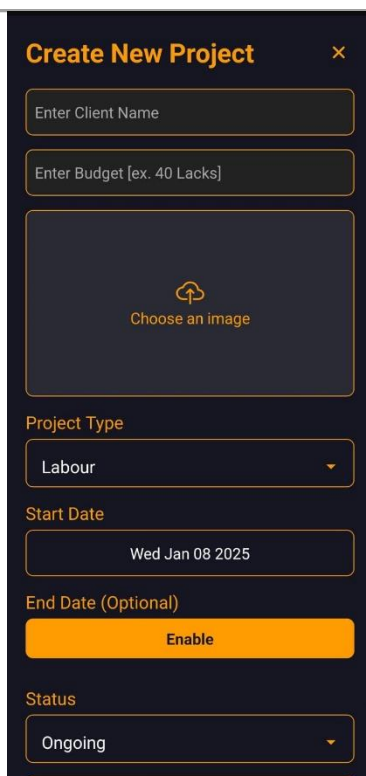 Create New Project ×
Enter Client Name
Enter Budget [ex. 40 Lacks]
Choose an image
Project Type
Labour
Start Date
Wed Jan 08 2025
End Date (Optional)
Enable
Status
Ongoing